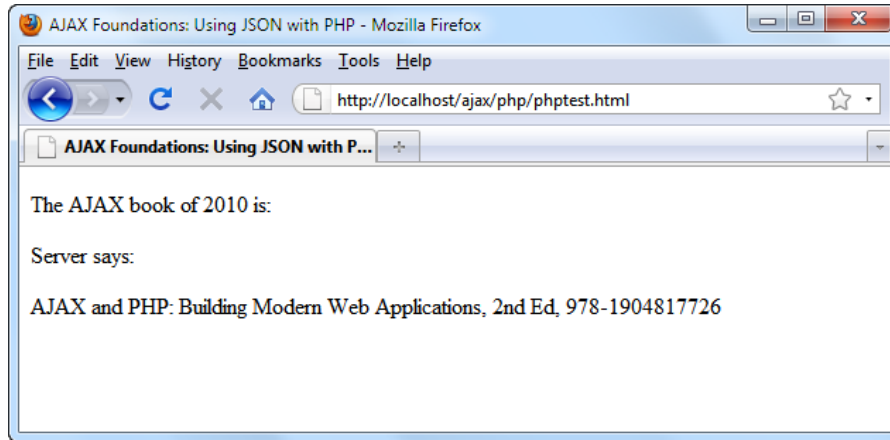 AJAX Foundations: Using JSON with PHP - Mozilla Firefox
File Edit View History Bookmarks Tools Help
http://localhost/ajax/php/phptest.html
AJAX Foundations: Using JSON with P...
The AJAX book of 2010 is:
Server says:
AJAX and PHP: Building Modern Web Applications, 2nd Ed, 978-1904817726